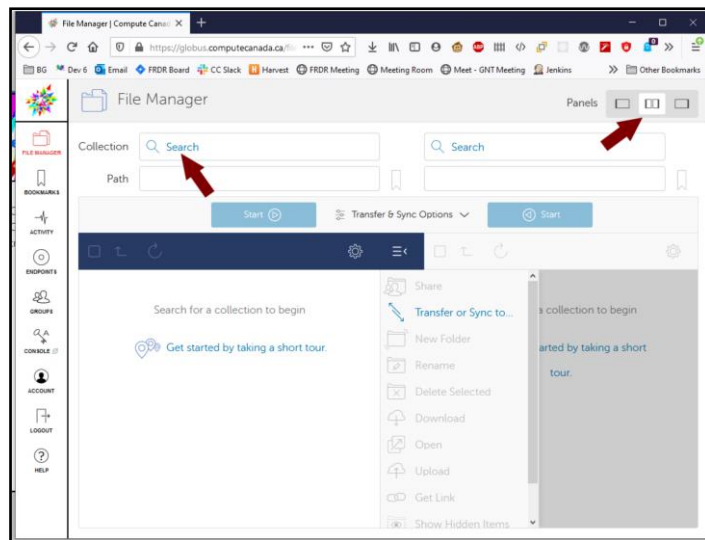 File Manager | Compute Canad
https://globus.computecanada.ca/fil
BG
Dev 6
Email
FRDR Board
CC Slack
Harvest
FRDR Meeting
Meeting Room
Meet - GNT Meeting
Jenkins
Other Bookmarks
File Manager
Panels
FILE MANAGER
BOOKMARKS
ACTIVITY
ENDPOINTS
GROUPS
CONSOLE
ACCOUNT
LOGOUT
HELP
Collection
Search
Search
Path
Start
Transfer & Sync Options
Start
Search for a collection to begin
Get started by taking a short tour.
Share
Transfer or Sync to...
New Folder
Rename
Delete Selected
Download
Open
Upload
Get Link
Show Hidden Items
a collection to begin
arted by taking a short
tour.